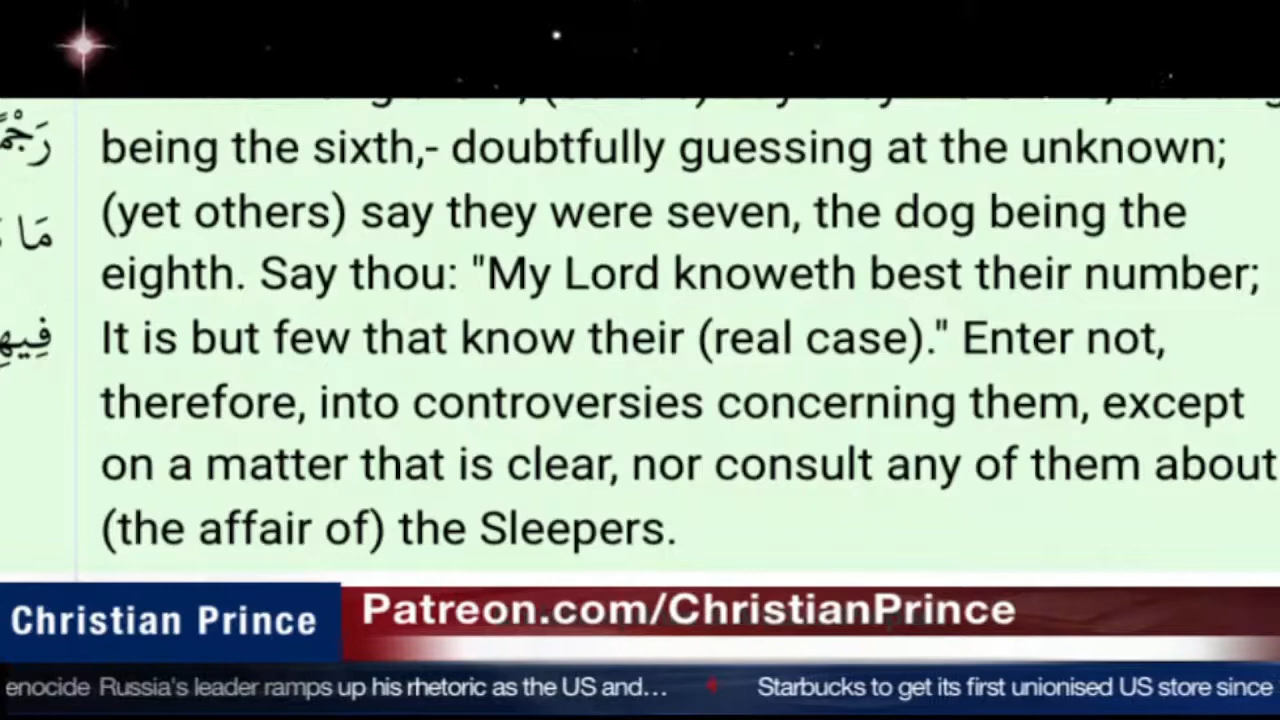 being the sixth,- doubtfully guessing at the unknown;
(yet others) say they were seven, the dog being the
eighth. Say thou: "My Lord knoweth best their number;
It is but few that know their (real case)." Enter not,
therefore, into controversies concerning them, except
on a matter that is clear, nor consult any of them about
(the affair of) the Sleepers.
مَا
Christian Prince
Patreon.com/ChristianPrince
enocide Russia's leader ramps up his rhetoric as the US and... Starbucks to get its first unionised US store since